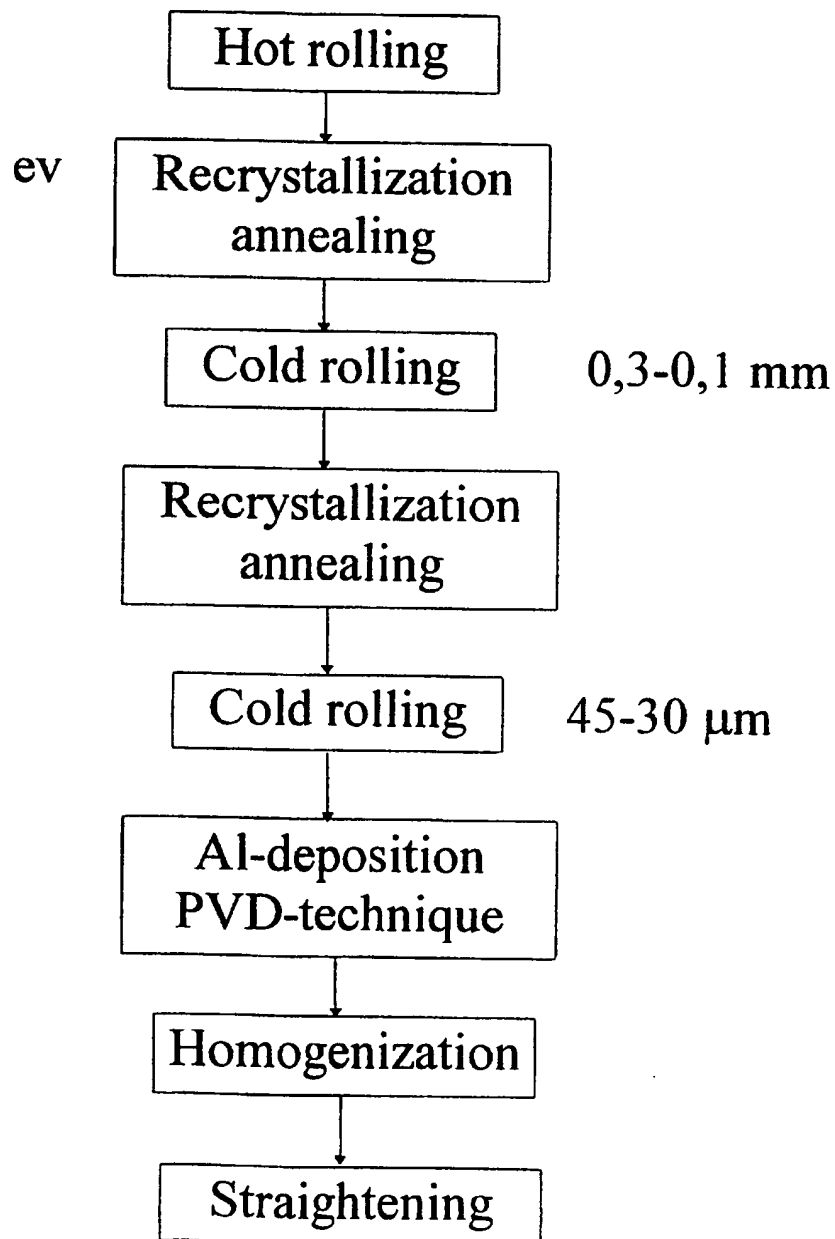 Hot rolling
ev
Recrystallization
annealing
Cold rolling
0,3-0,1 mm
Recrystallization
annealing
Cold rolling
45-30 μm
Al-deposition
PVD-technique
Homogenization
Straightening